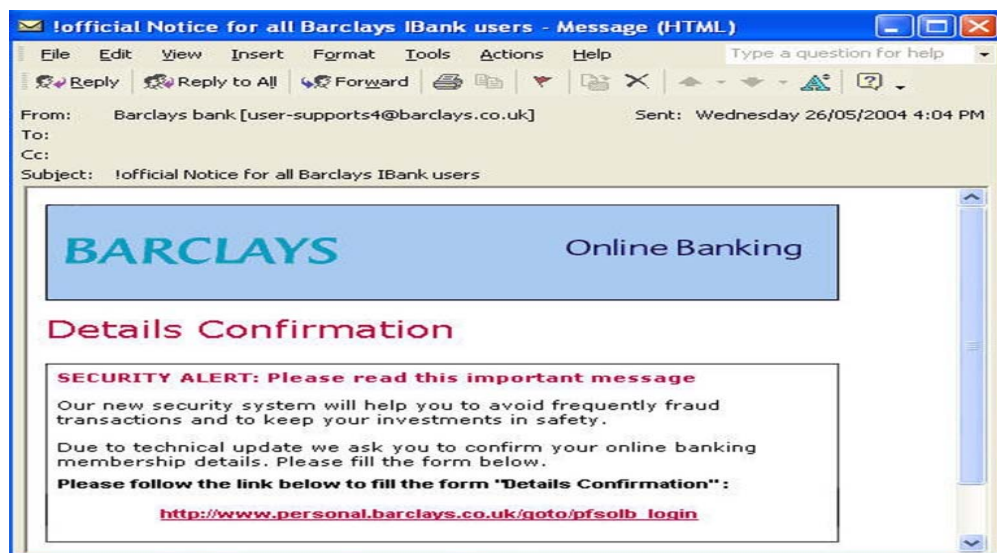 !official Notice for all Barclays IBank users - Message (HTML)
File Edit View Insert Format Tools Actions Help Type a question for help
Reply Reply to All Forward
From: Barclays bank [user-supports4@barclays.co.uk] Sent: Wednesday 26/05/2004 4:04 PM
To:
Cc:
Subject: !official Notice for all Barclays IBank users
BARCLAYS Online Banking
Details Confirmation
SECURITY ALERT: Please read this important message
Our new security system will help you to avoid frequently fraud
transactions and to keep your investments in safety.
Due to technical update we ask you to confirm your online banking
membership details. Please fill the form below.
Please follow the link below to fill the form "Details Confirmation":
http://www.personal.barclays.co.uk/goto/pfsolb_login